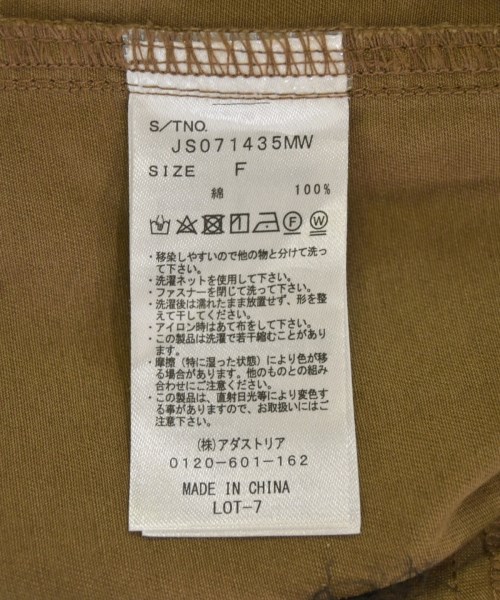 S/TNO.
JS071435MW
SIZE F
綿 100%
・移染しやすいので他の物と分けて洗っ
て下さい。
・洗濯ネットを使用して下さい。
・ファスナーを閉じて洗って下さい。
・洗濯後は濡れたまま放置せず、形を整
えて干してください。
・アイロン時はあて布をして下さい。
・この製品は洗濯で若干縮むことがあり
ます。
・摩擦(特に湿った状態)により色が移
る場合があります。他のものとの組み
合わせにご注意ください。
・この製品は、直射日光等により変色す
る事がありますので、お取扱いにはご
注意下さい。
(株)アダストリア
0120-601-162
MADE IN CHINA
LOT-7